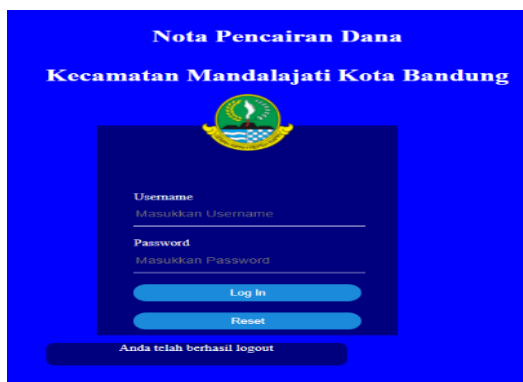 Nota Pencairan Dana
Kecamatan Mandalajati Kota Bandung
Username
Masukkan Username
Password
Masukkan Password
Log In
Reset
Anda telah berhasil logout